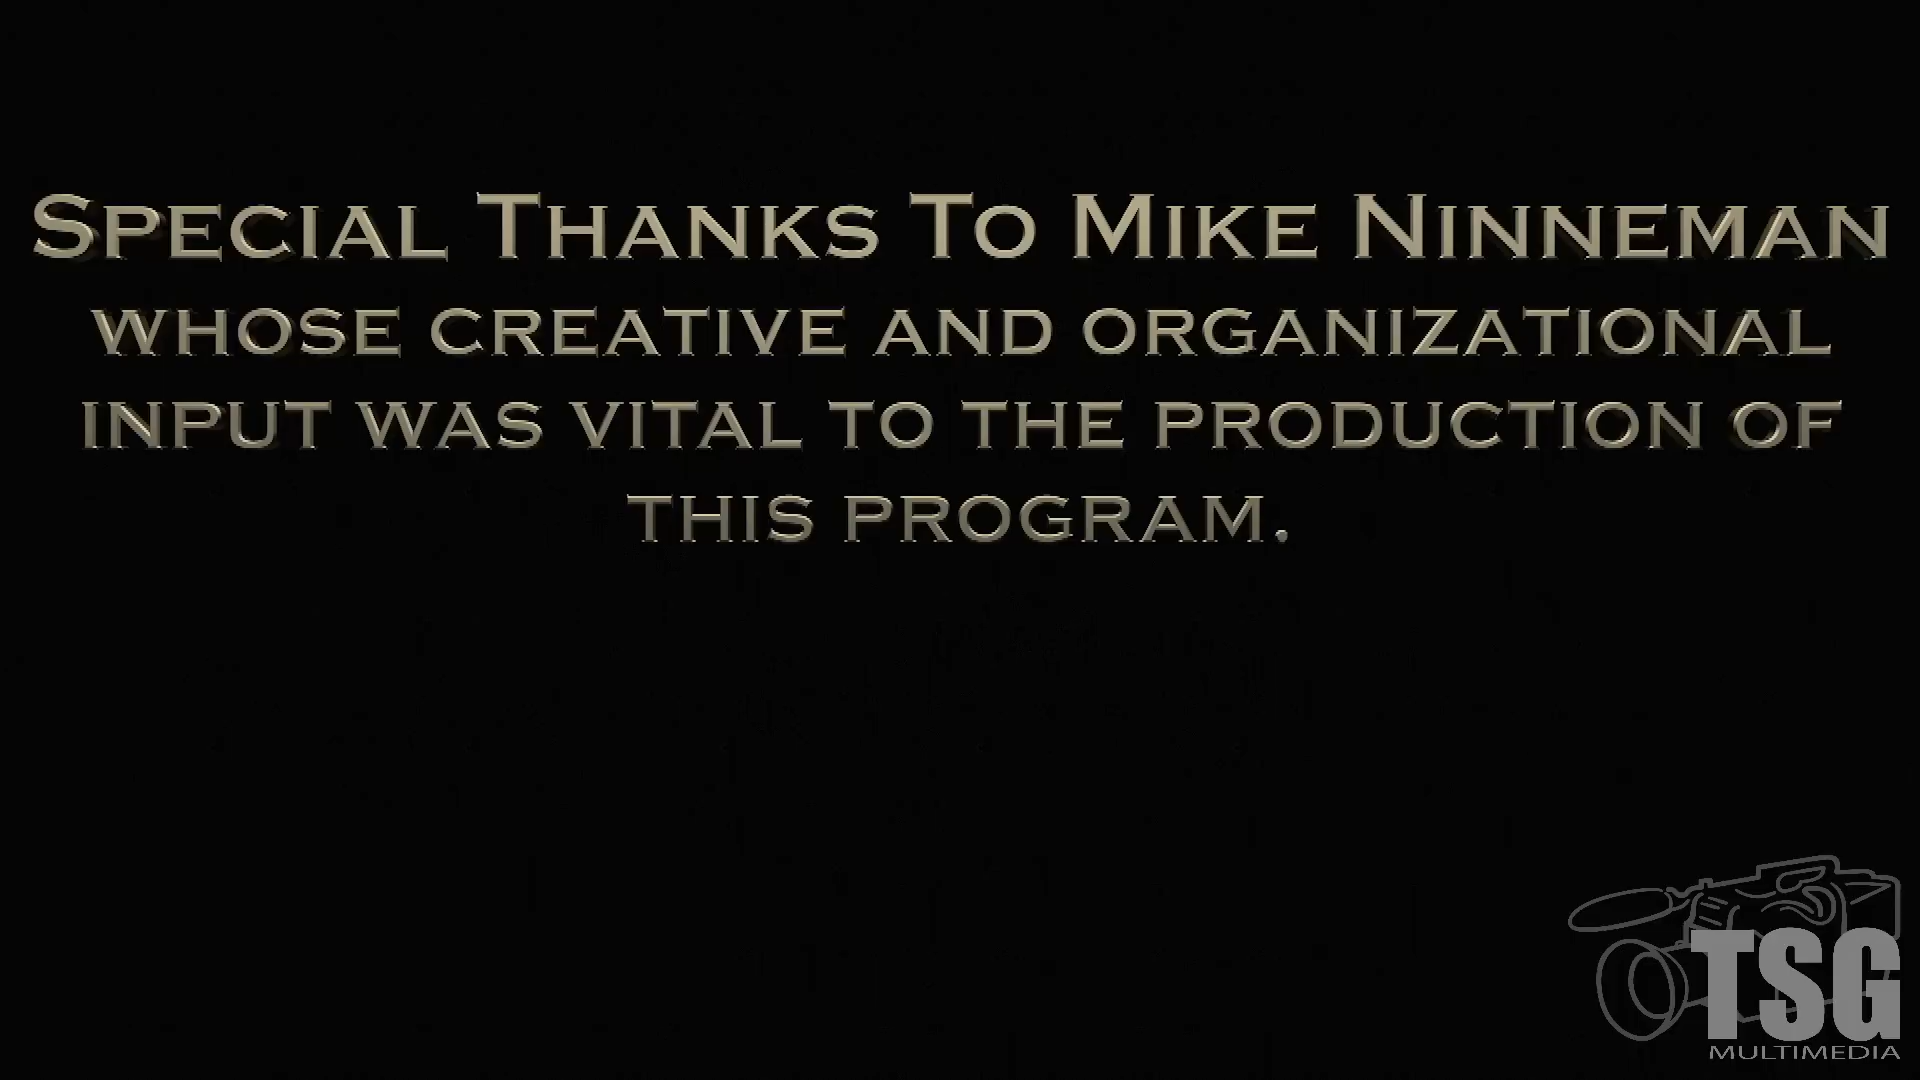 Special Thanks To Mike Ninneman
whose creative and organizational
input was vital to the production of
this program.
TSG
MULTIMEDIA